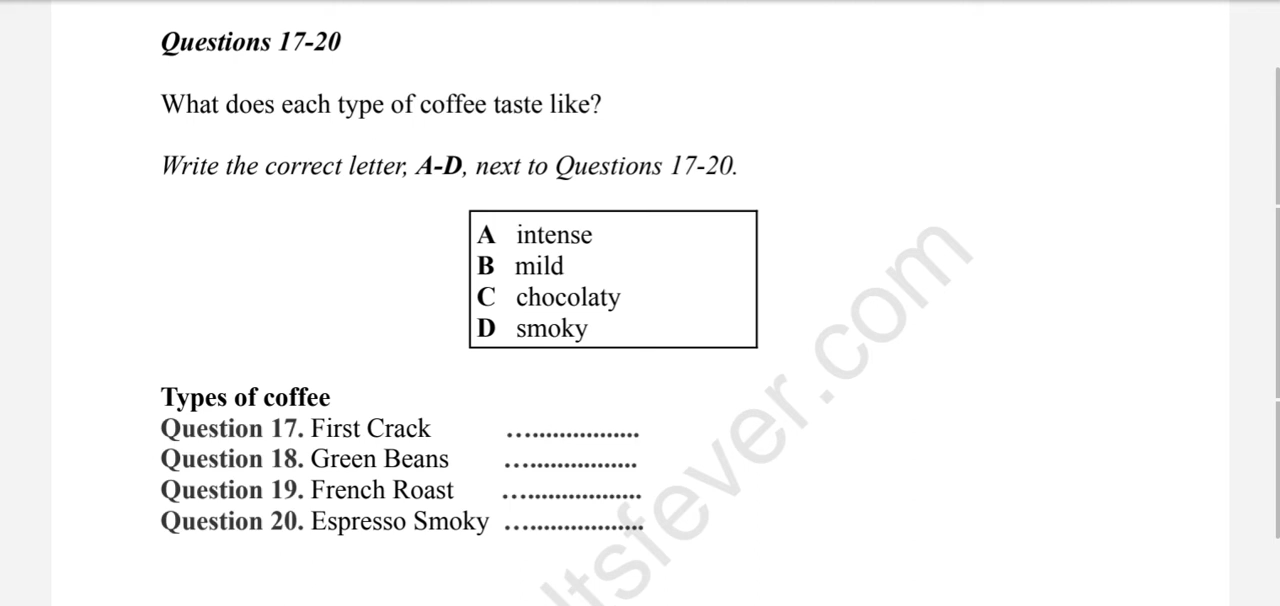 Questions 17-20
What does each type of coffee taste like?
Write the correct letter, A-D, next to Questions 17-20.
A intense
B mild
C chocolaty
D smoky
Types of coffee
Question 17. First Crack ......................
Question 18. Green Beans ......................
Question 19. French Roast ......................
Question 20. Espresso Smoky ......................
ltsfever.com